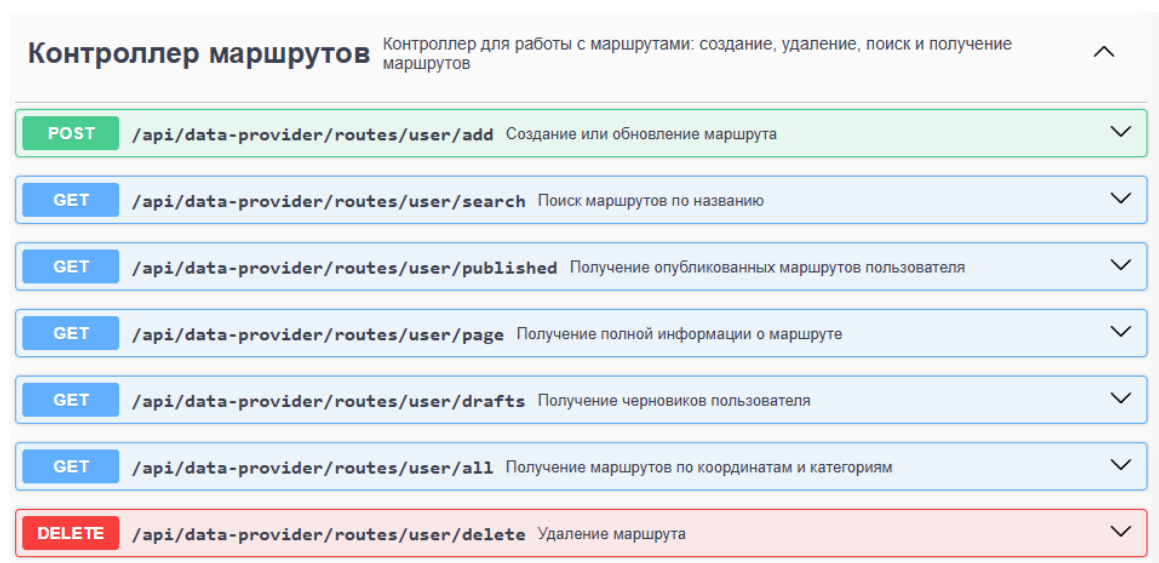 Контроллер маршрутов Контроллер для работы с маршрутами: создание, удаление, поиск и получение
маршрутов
POST /api/data-provider/routes/user/add Создание или обновление маршрута
GET /api/data-provider/routes/user/search Поиск маршрутов по названию
GET /api/data-provider/routes/user/published Получение опубликованных маршрутов пользователя
GET /api/data-provider/routes/user/page Получение полной информации о маршруте
GET /api/data-provider/routes/user/drafts Получение черновиков пользователя
GET /api/data-provider/routes/user/all Получение маршрутов по координатам и категориям
DELETE /api/data-provider/routes/user/delete Удаление маршрута